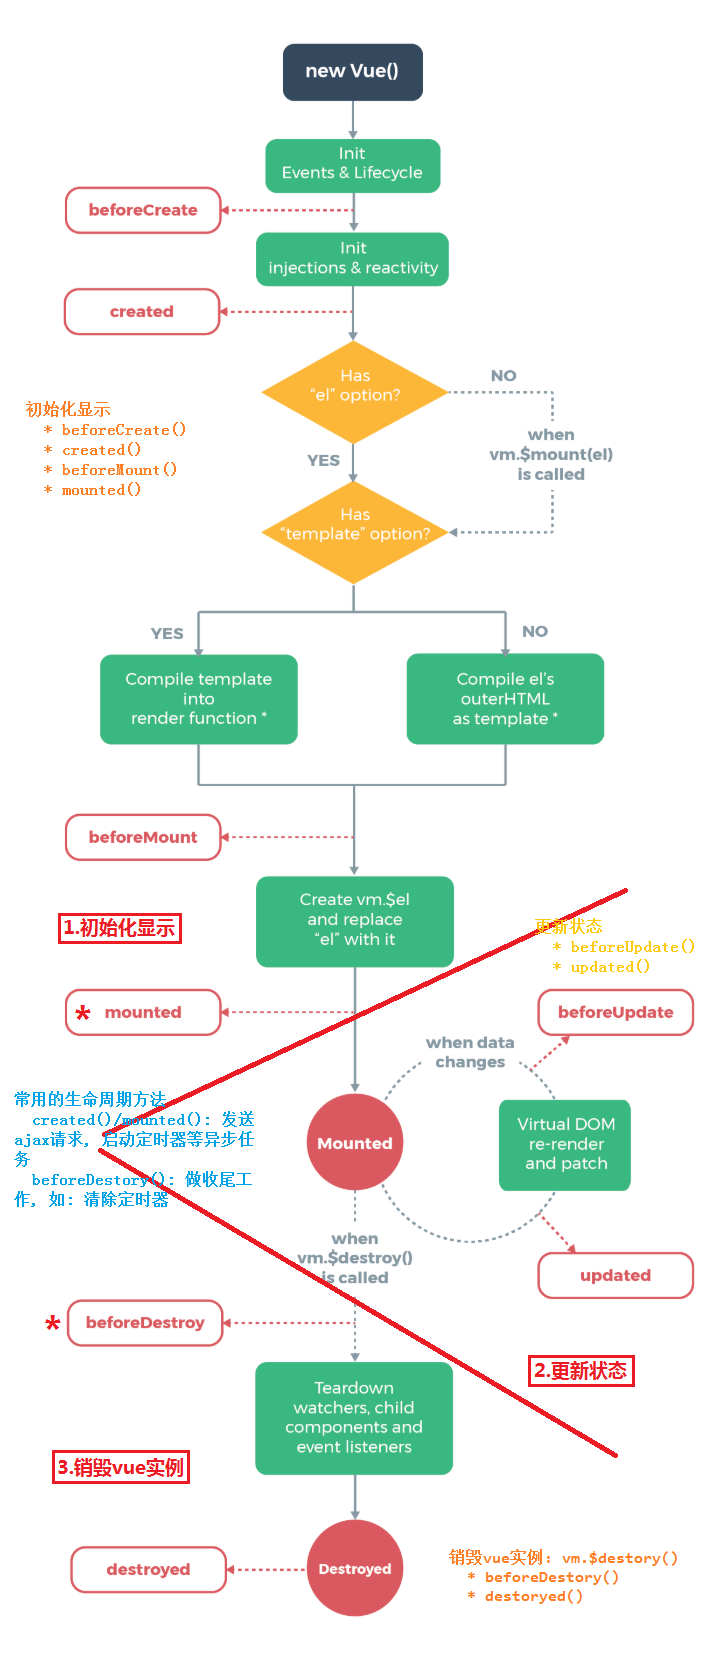 new Vue()
Init
Events & Lifecycle
beforeCreate
Init
injections & reactivity
created
Has
“el” option?
NO
初始化显示
* beforeCreate()
* created()
* beforeMount()
* mounted()
when
vm.$mount(el)
is called
YES
Has
“template” option?
YES
NO
Compile template
into
render function *
Compile el’s
outerHTML
as template *
beforeMount
Create vm.$el
and replace
“el” with it
1.初始化显示
更新状态
* beforeUpdate()
* updated()
* mounted
beforeUpdate
when data
changes
常用的生命周期方法
created()/mounted(): 发送
ajax请求, 启动定时器等异步任
务
beforeDestory(): 做收尾工
作, 如: 清除定时器
Mounted
Virtual DOM
re-render
and patch
when
vm.$destroy()
is called
updated
* beforeDestroy
2.更新状态
Teardown
watchers, child
components and
event listeners
3.销毁vue实例
destroyed
Destroyed
销毁vue实例: vm.$destory()
* beforeDestory()
* destoryed()